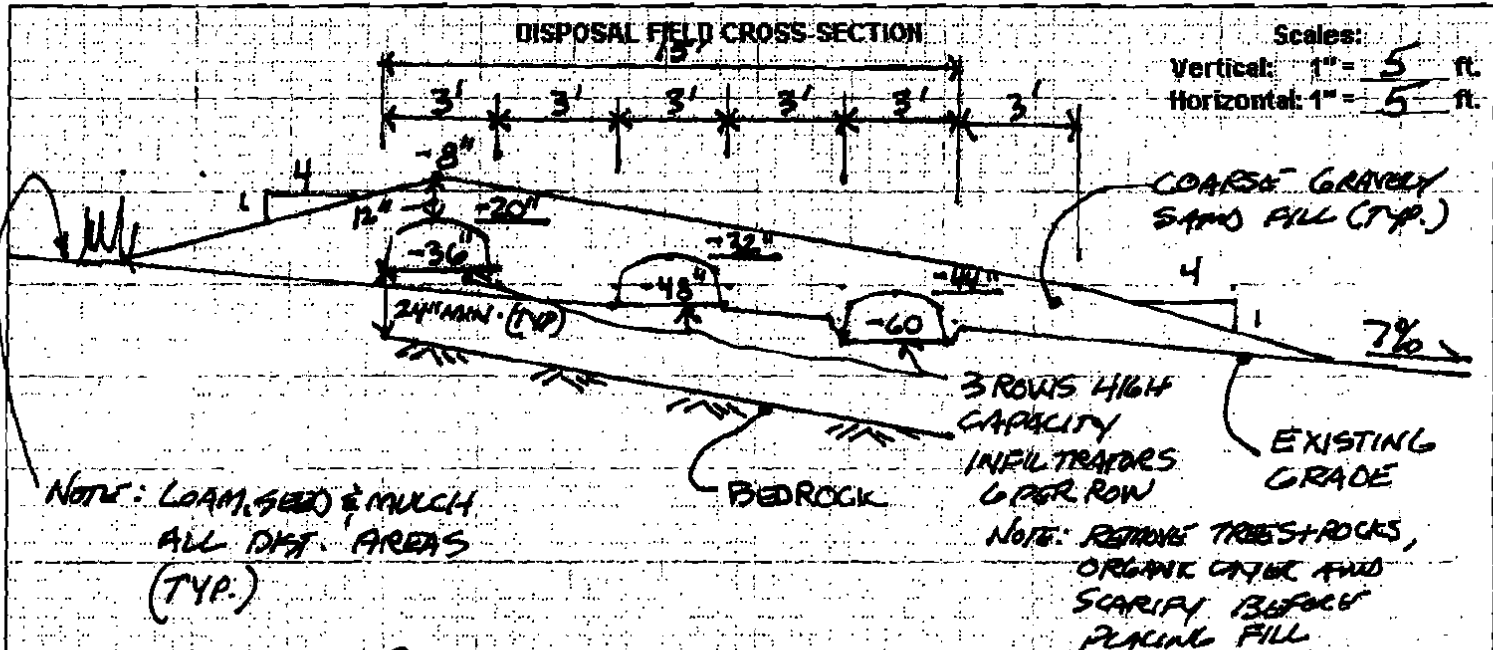 DISPOSAL FIELD CROSS-SECTION
Scales:
Vertical: 1" = 5 ft.
Horizontal: 1" = 5 ft.
15'
3' 3' 3' 3' 3' 3'
-8"
4
1
12"
-20"
-36"
-32"
-48"
-44"
-60
24" MIN. (TYP)
COARSE GRAVELY
SAND FILL (TYP.)
4
1
7%
3 ROWS HIGH
CAPACITY
INFILTRATORS
6 PER ROW
EXISTING
GRADE
BEDROCK
NOTE: LOAM, SEED & MULCH
ALL DIST. AREAS
(TYP.)
NOTE: REMOVE TREES + ROCKS,
ORGANIC LAYER AND
SCARIFY BEFORE
PLACING FILL